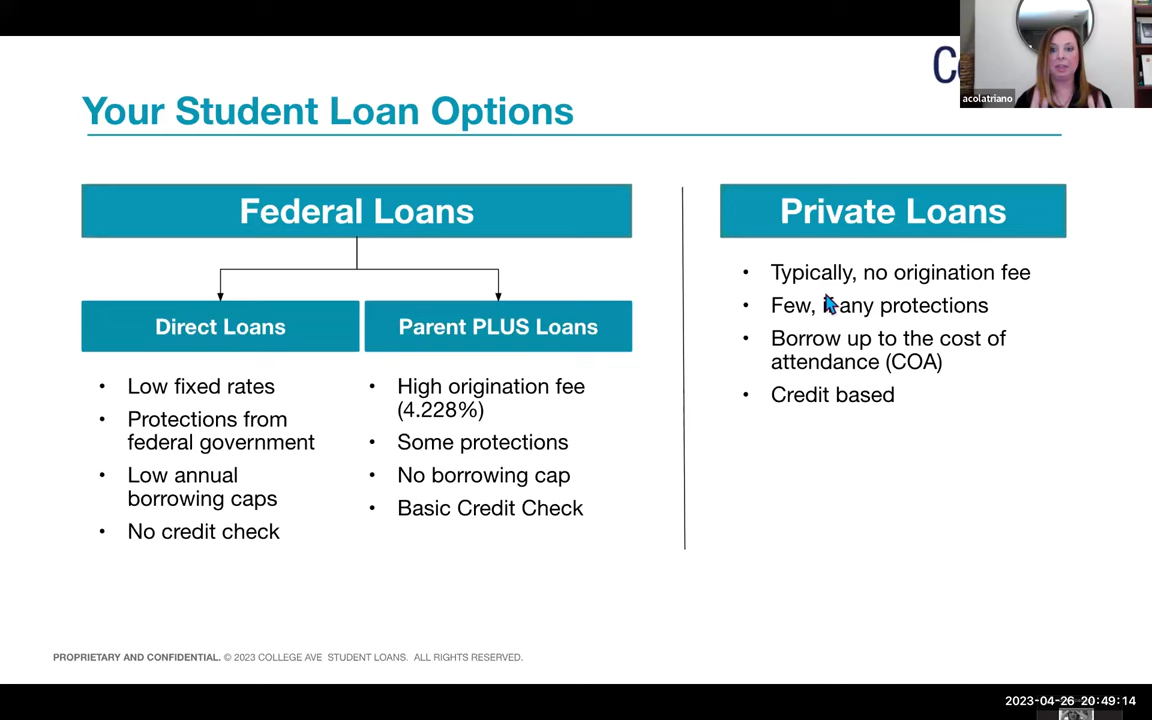 Your Student Loan Options
acolatriano
Federal Loans
Private Loans
Direct Loans
Parent PLUS Loans
• Low fixed rates
• Protections from
federal government
• Low annual
borrowing caps
• No credit check
• High origination fee
(4.228%)
• Some protections
• No borrowing cap
• Basic Credit Check
• Typically, no origination fee
• Few, any protections
• Borrow up to the cost of
attendance (COA)
• Credit based
PROPRIETARY AND CONFIDENTIAL. © 2023 COLLEGE AVE STUDENT LOANS. ALL RIGHTS RESERVED.
2023-04-26 20:49:14